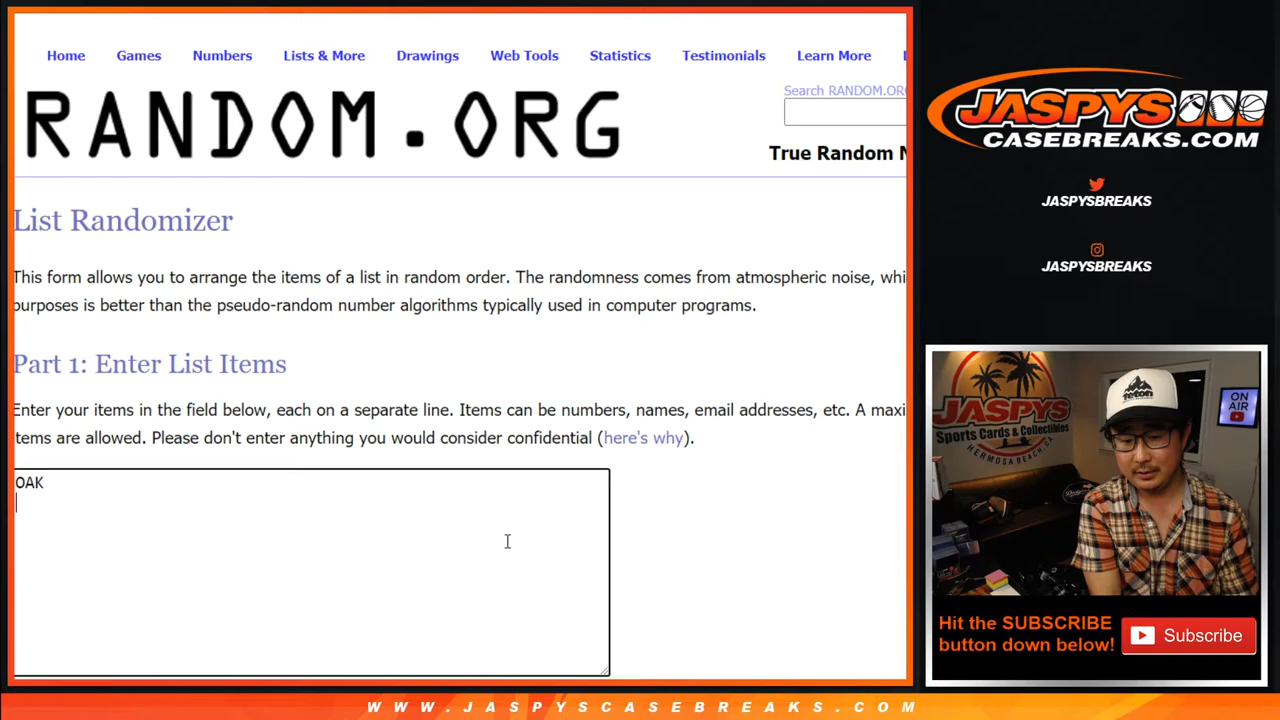 Home Games Numbers Lists & More Drawings Web Tools Statistics Testimonials Learn More
RANDOM.ORG
Search RANDOM.ORG
True Random N
List Randomizer
This form allows you to arrange the items of a list in random order. The randomness comes from atmospheric noise, whi
purposes is better than the pseudo-random number algorithms typically used in computer programs.
Part 1: Enter List Items
Enter your items in the field below, each on a separate line. Items can be numbers, names, email addresses, etc. A maxi
items are allowed. Please don't enter anything you would consider confidential (here's why).
OAK
JASPYS
CASEBREAKS.COM
JASPYSBREAKS
JASPYSBREAKS
JASPYS
Sports Cards & Collectibles
HERMOSA BEACH, CA
teton
ON
AIR
Dodgers
Hit the SUBSCRIBE
button down below!
Subscribe
WWW.JASPYSCASEBREAKS.COM